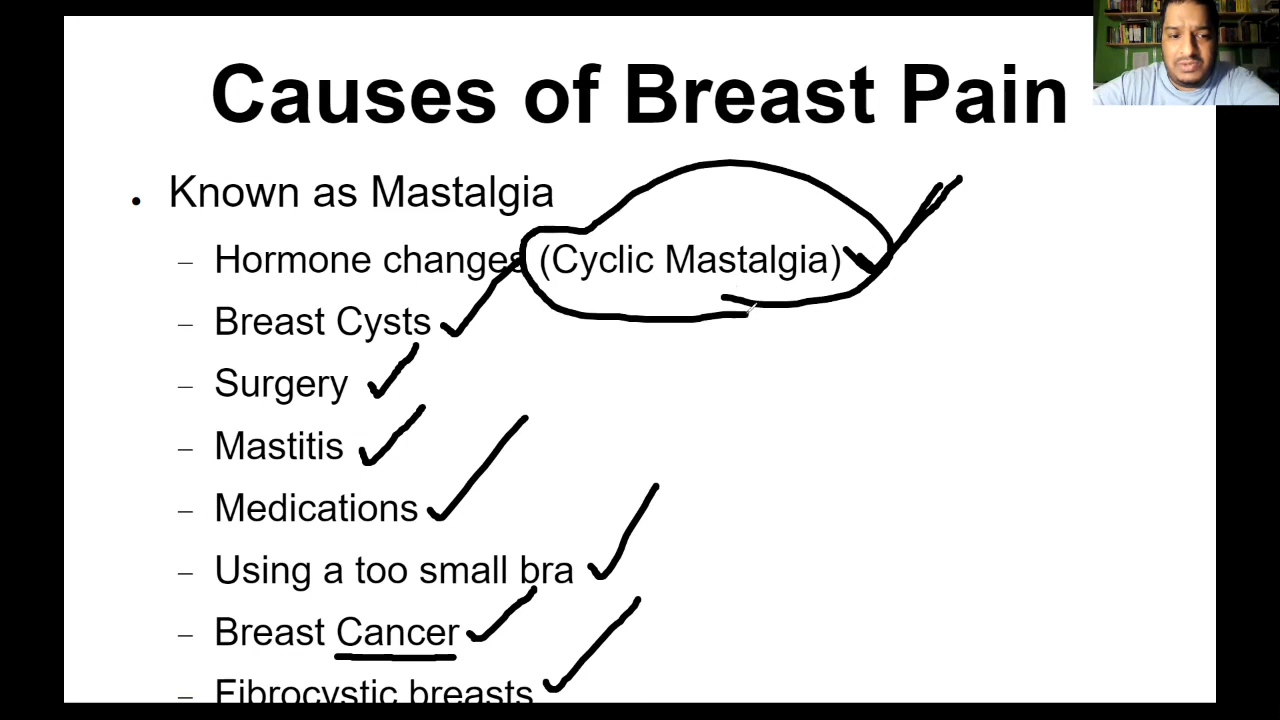 Causes of Breast Pain
• Known as Mastalgia
– Hormone changes (Cyclic Mastalgia)
– Breast Cysts
– Surgery
– Mastitis
– Medications
– Using a too small bra
– Breast Cancer
– Fibrocystic breasts